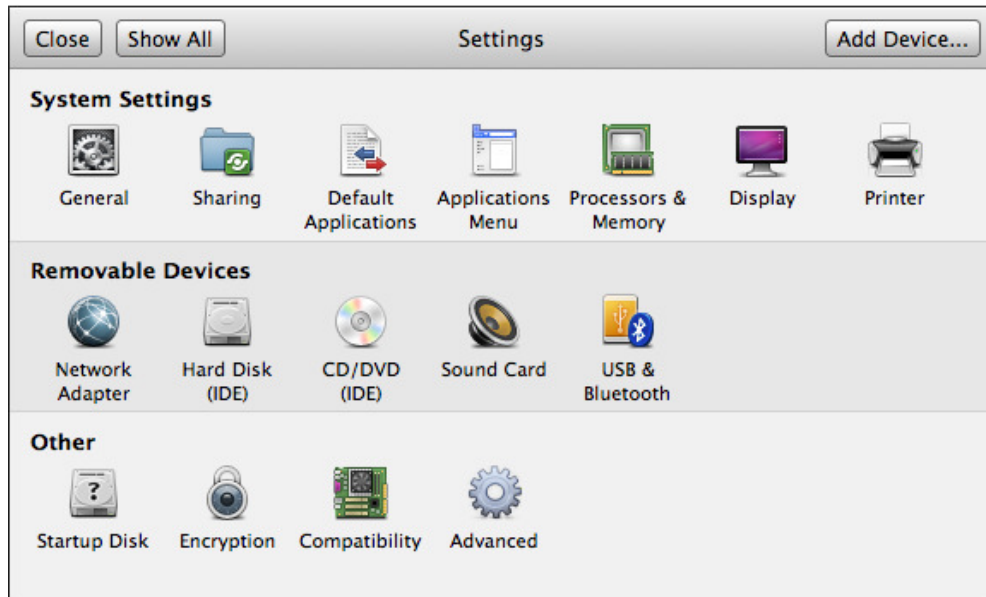 Close Show All Settings Add Device...
System Settings
General Sharing Default Applications Processors & Display Printer
Applications Menu Memory
Removable Devices
Network Hard Disk CD/DVD Sound Card USB &
Adapter (IDE) (IDE) Bluetooth
Other
?
Startup Disk Encryption Compatibility Advanced